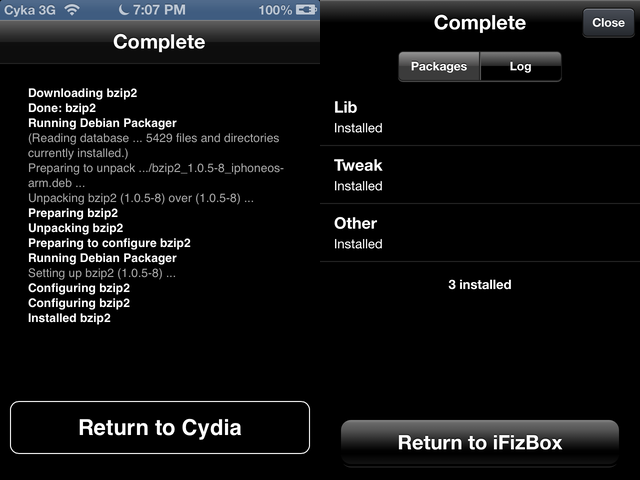 Cyka 3G 7:07 PM 100%
Complete
Downloading bzip2
Done: bzip2
Running Debian Packager
(Reading database ... 5429 files and directories
currently installed.)
Preparing to unpack .../bzip2_1.0.5-8_iphoneos-
arm.deb ...
Unpacking bzip2 (1.0.5-8) over (1.0.5-8) ...
Preparing bzip2
Unpacking bzip2
Preparing to configure bzip2
Running Debian Packager
Setting up bzip2 (1.0.5-8) ...
Configuring bzip2
Configuring bzip2
Installed bzip2
Return to Cydia
Complete
Close
Packages Log
Lib
Installed
Tweak
Installed
Other
Installed
3 installed
Return to iFizBox